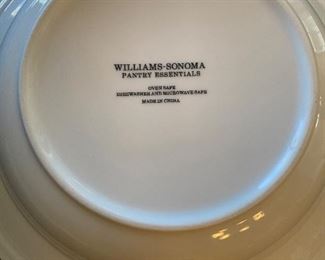 WILLIAMS-SONOMA
PANTRY ESSENTIALS
OVEN SAFE
DISHWASHER AND MICROWAVE SAFE
MADE IN CHINA